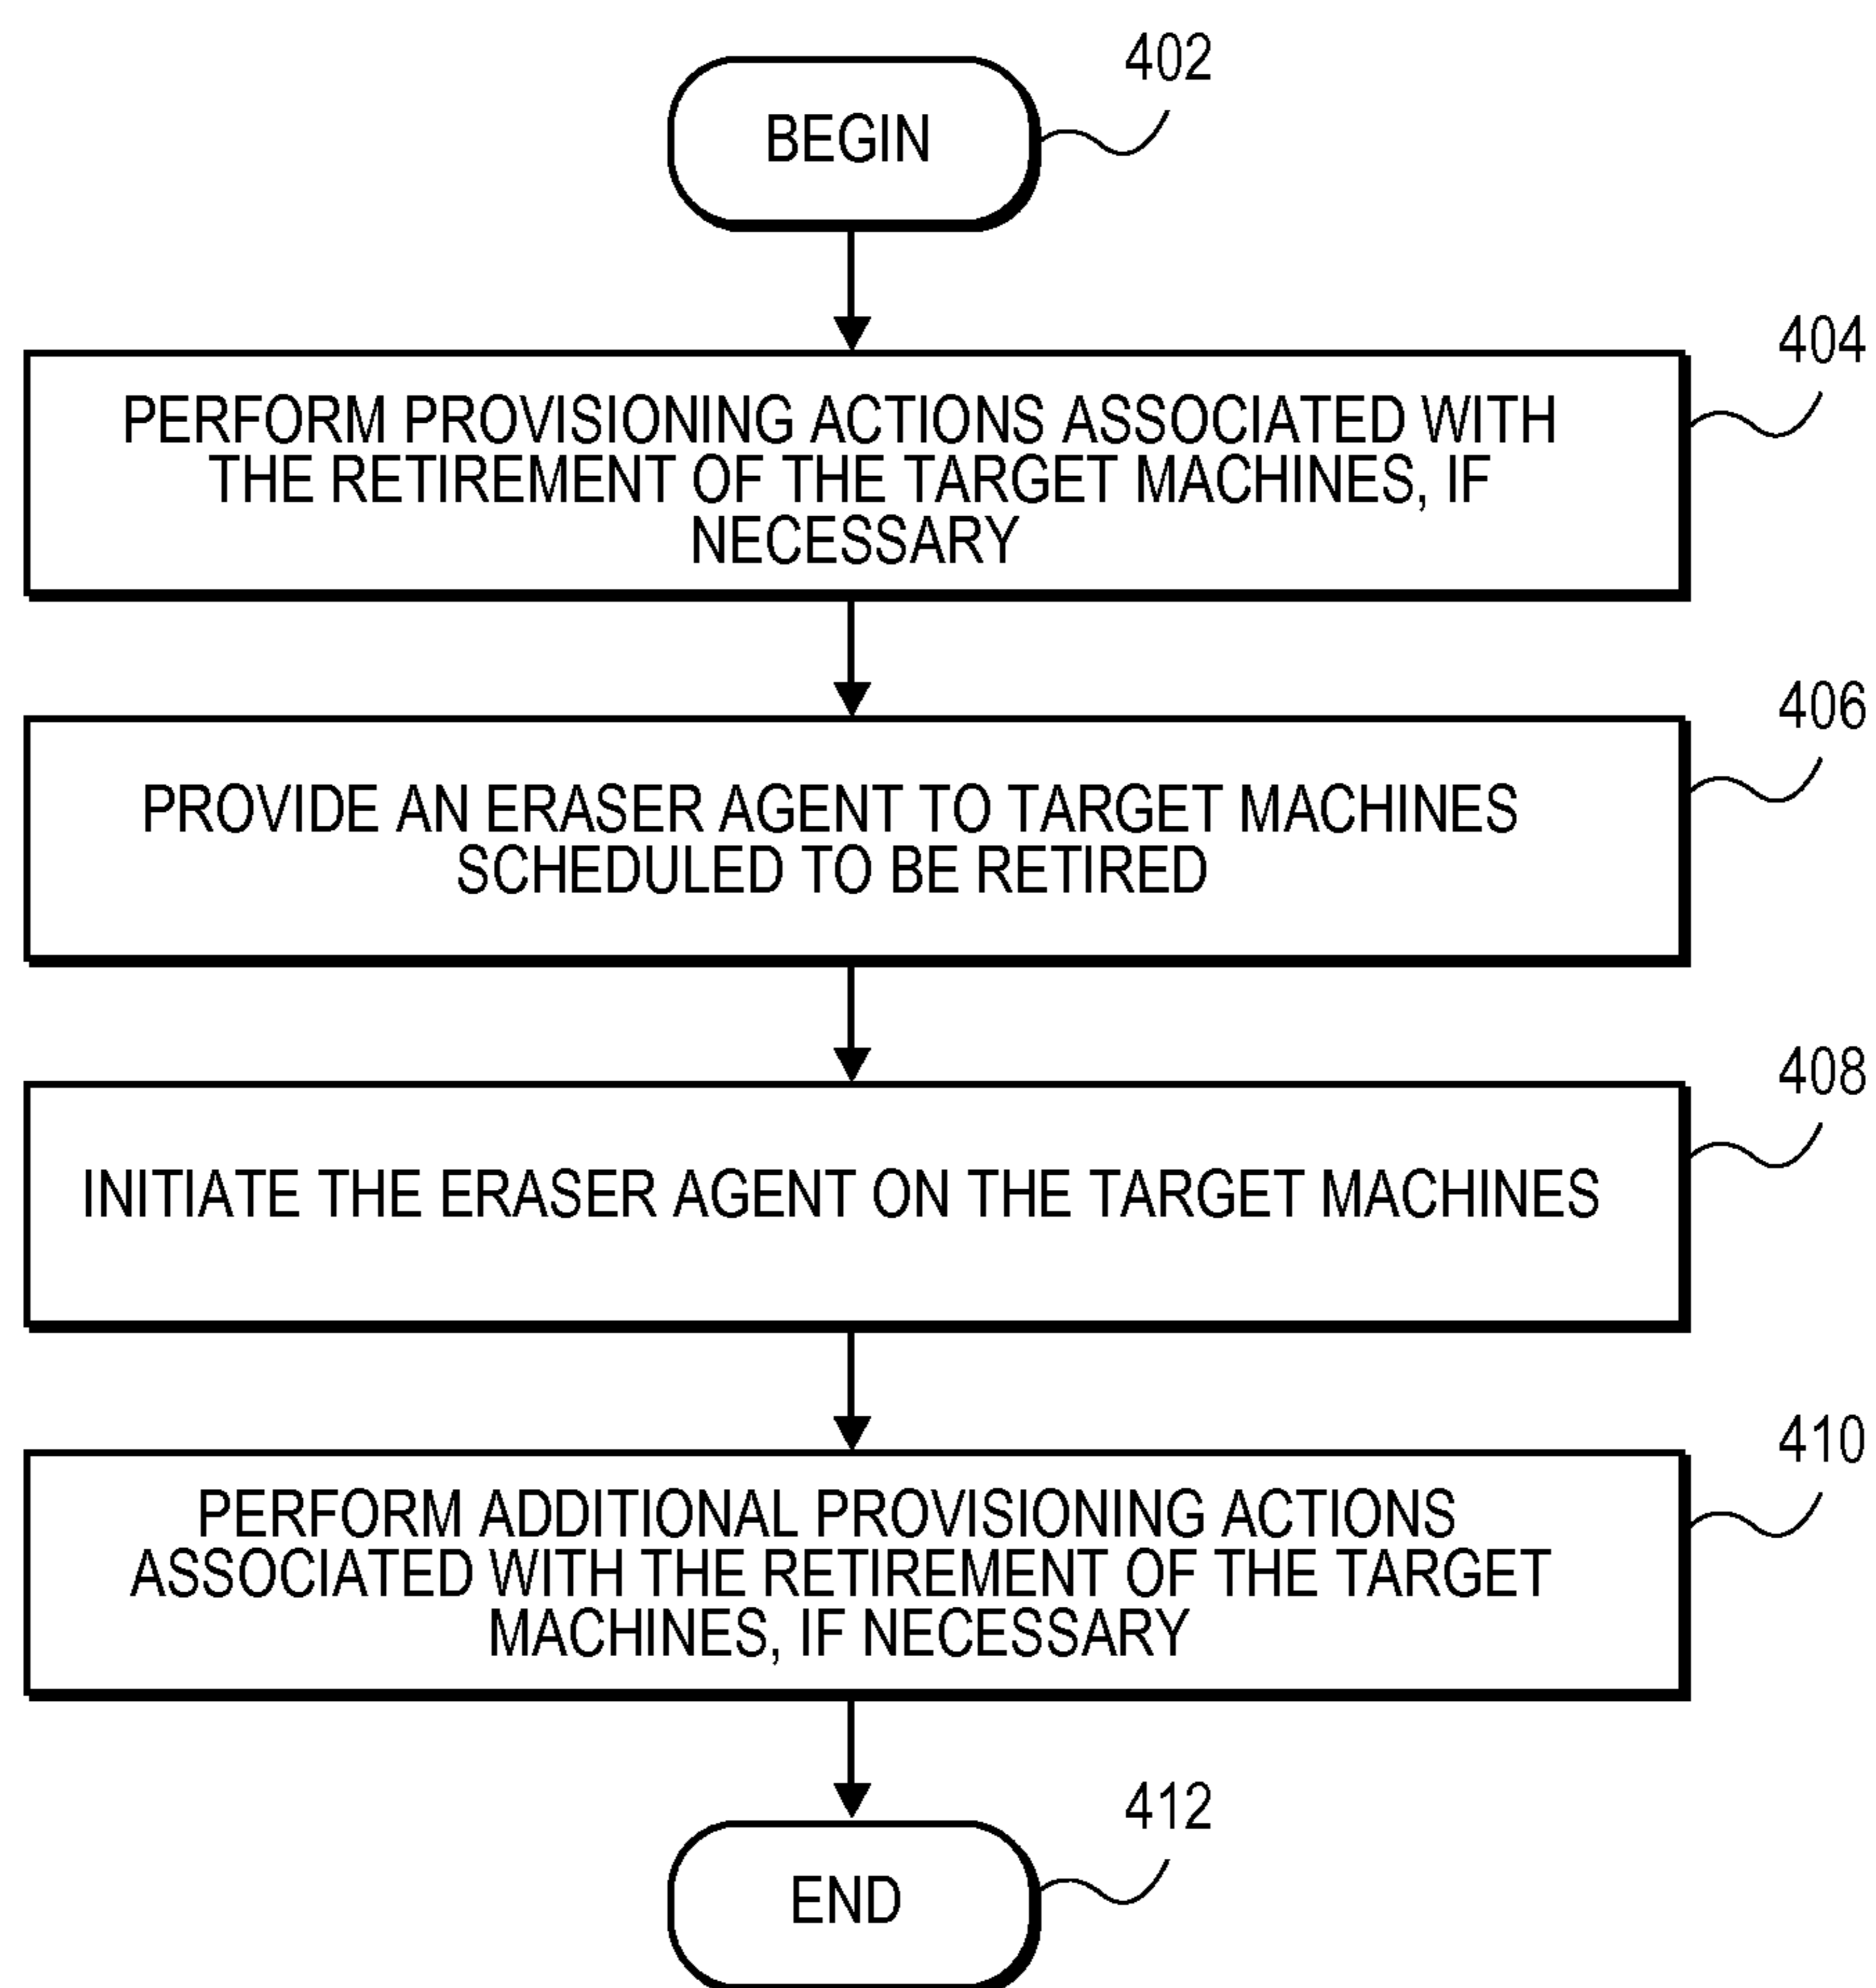 402
BEGIN
404
PERFORM PROVISIONING ACTIONS ASSOCIATED WITH
THE RETIREMENT OF THE TARGET MACHINES, IF
NECESSARY
406
PROVIDE AN ERASER AGENT TO TARGET MACHINES
SCHEDULED TO BE RETIRED
408
INITIATE THE ERASER AGENT ON THE TARGET MACHINES
410
PERFORM ADDITIONAL PROVISIONING ACTIONS
ASSOCIATED WITH THE RETIREMENT OF THE TARGET
MACHINES, IF NECESSARY
412
END